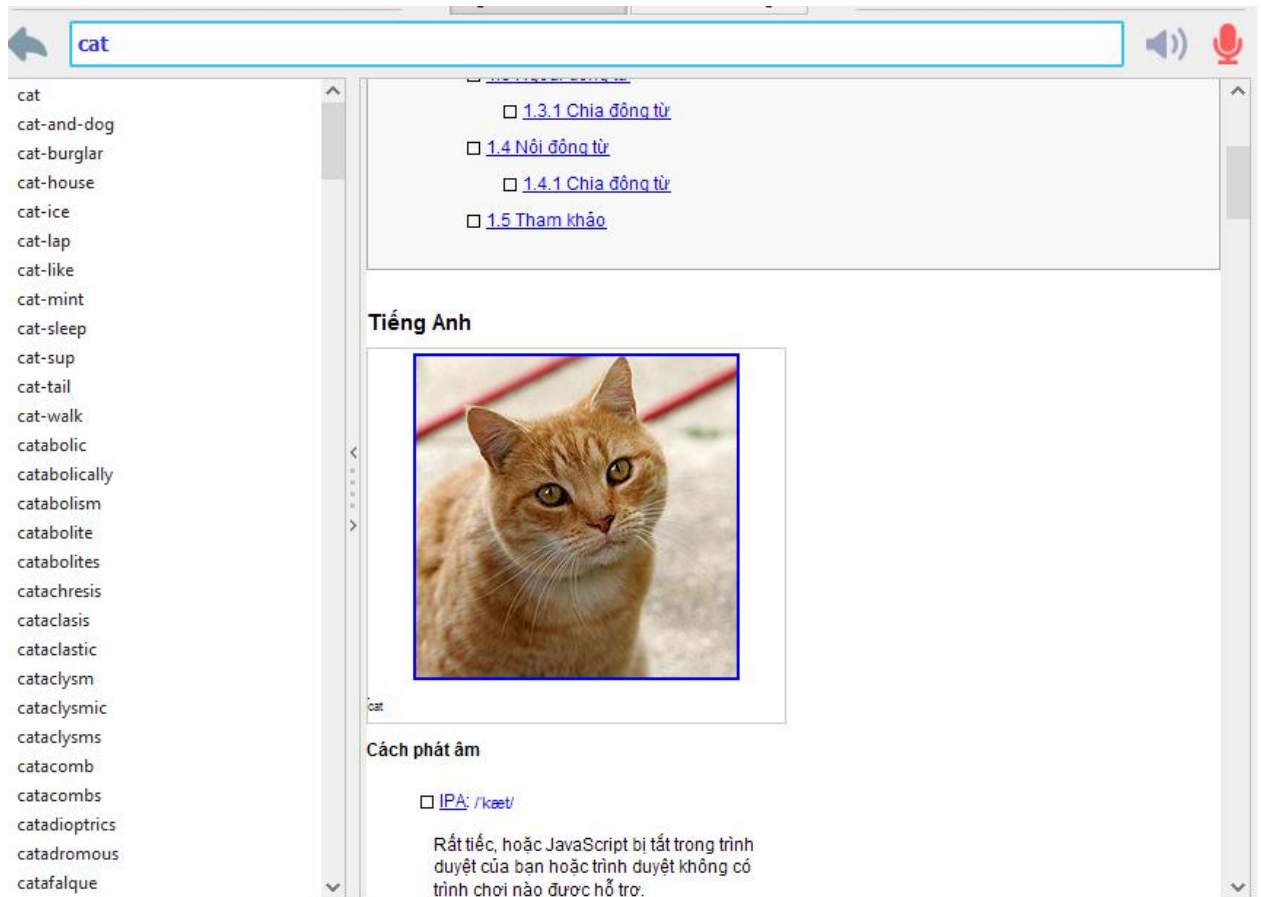 cat
cat
cat-and-dog
cat-burglar
cat-house
cat-ice
cat-lap
cat-like
cat-mint
cat-sleep
cat-sup
cat-tail
cat-walk
catabolic
catabolically
catabolism
catabolite
catabolites
catachresis
cataclasis
cataclastic
cataclysm
cataclysmic
cataclysms
catacomb
catacombs
catadioptrics
catadromous
catafalque
1.3.1 Chia động từ
1.4 Nội động từ
1.4.1 Chia động từ
1.5 Tham khảo
Tiếng Anh
cat
Cách phát âm
IPA: /ˈkæt/
Rất tiếc, hoặc JavaScript bị tắt trong trình
duyệt của bạn hoặc trình duyệt không có
trình chơi nào được hỗ trợ.